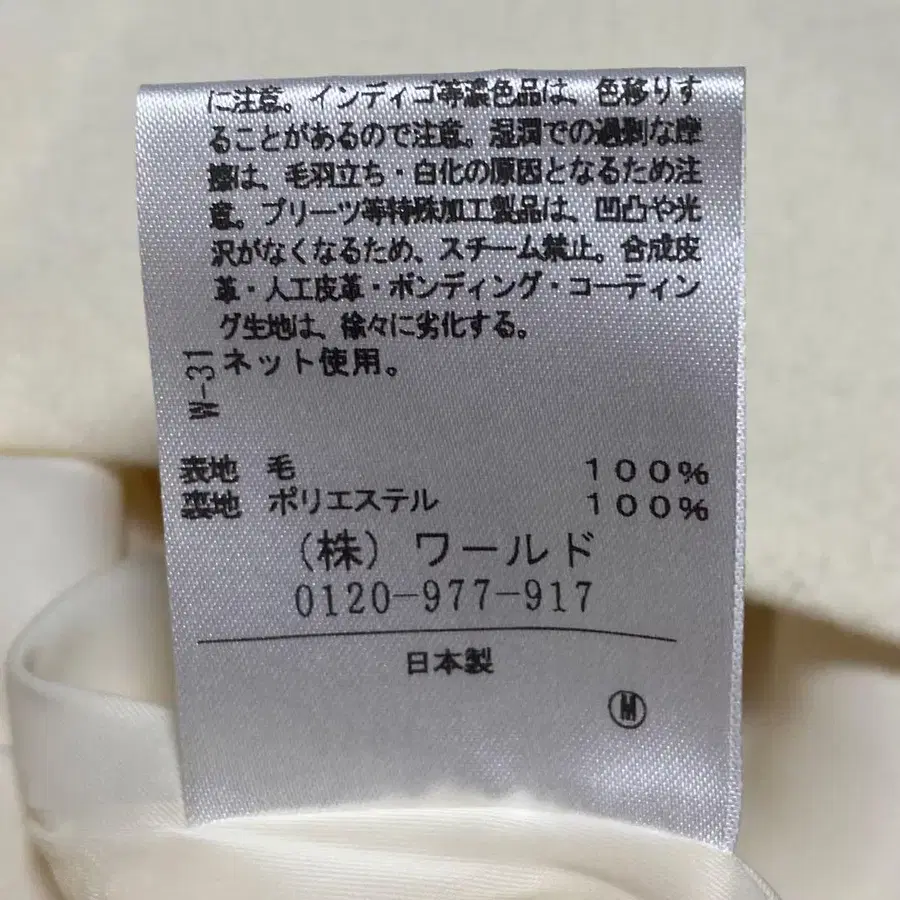 に注意。インディゴ等濃色品は、色移りす
ることがあるので注意。湿潤での過剰な摩
擦は、毛羽立ち・白化の原因となるため注
意。プリーツ等特殊加工製品は、凹凸や光
沢がなくなるため、スチーム禁止。合成皮
革・人工皮革・ボンディング・コーティン
グ生地は、徐々に劣化する。
ネット使用。
W-31
表地 毛 100%
裏地 ポリエステル 100%
(株) ワールド
0120-977-917
日本製
Ⓜ